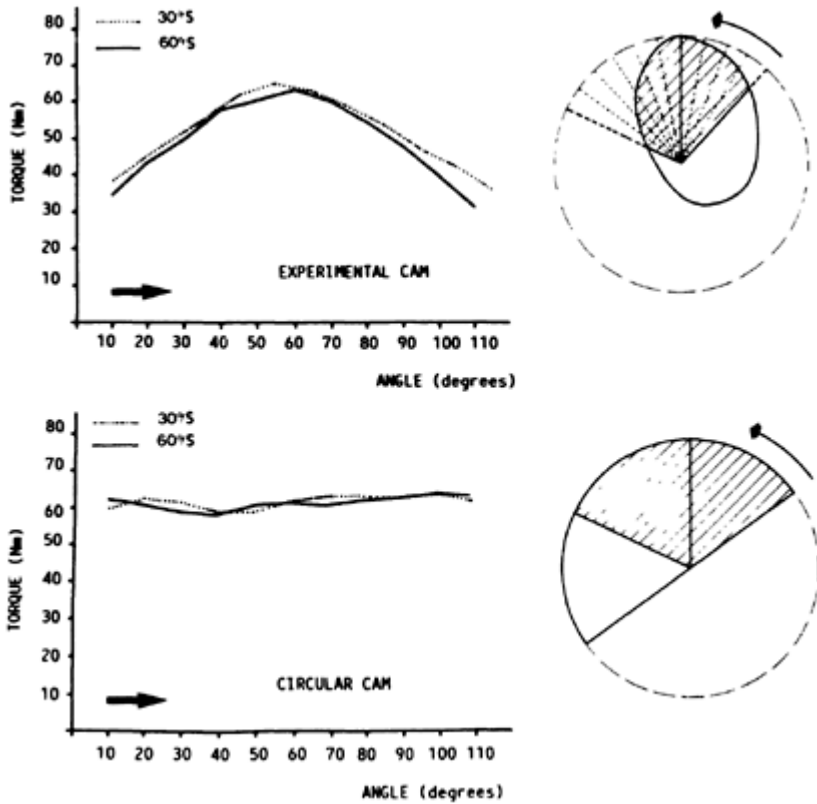 80
70
60
50
40
30
20
10
TORQUE (Nm)
30°/S
60°/S
EXPERIMENTAL CAM
10 20 30 40 50 60 70 80 90 100 110
ANGLE (degrees)
80
70
60
50
40
30
20
10
TORQUE (Nm)
30°/S
60°/S
CIRCULAR CAM
10 20 30 40 50 60 70 80 90 100 110
ANGLE (degrees)